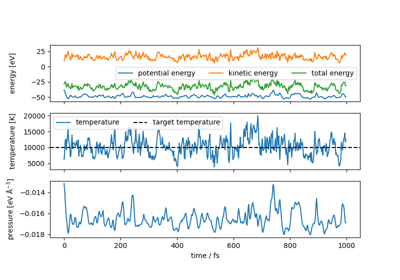 25
0
−25
−50
energy [eV]
potential energy kinetic energy total energy
20000
15000
10000
5000
temperature [K]
temperature target temperature
−0.014
−0.016
−0.018
pressure [eV Å⁻³]
0 200 400 600 800 1000
time / fs